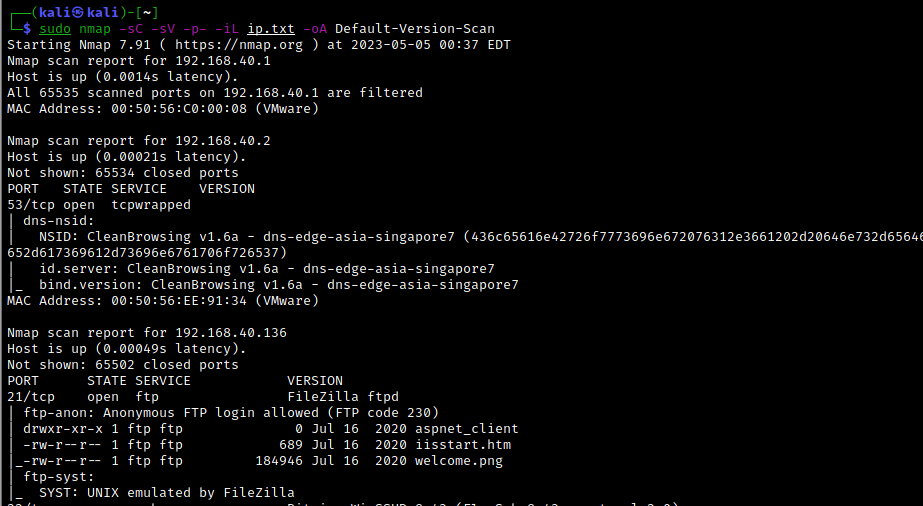 ┌──(kali㉿kali)-[~]
└─$ sudo nmap -sC -sV -p- -iL ip.txt -oA Default-Version-Scan
Starting Nmap 7.91 ( https://nmap.org ) at 2023-05-05 00:37 EDT
Nmap scan report for 192.168.40.1
Host is up (0.0014s latency).
All 65535 scanned ports on 192.168.40.1 are filtered
MAC Address: 00:50:56:C0:00:08 (VMware)

Nmap scan report for 192.168.40.2
Host is up (0.00021s latency).
Not shown: 65534 closed ports
PORT   STATE SERVICE    VERSION
53/tcp open  tcpwrapped
| dns-nsid:
|   NSID: CleanBrowsing v1.6a - dns-edge-asia-singapore7 (436c65616e42726f7773696e672076312e3661202d20646e732d65646
652d617369612d73696e6761706f726537)
|   id.server: CleanBrowsing v1.6a - dns-edge-asia-singapore7
|_  bind.version: CleanBrowsing v1.6a - dns-edge-asia-singapore7
MAC Address: 00:50:56:EE:91:34 (VMware)

Nmap scan report for 192.168.40.136
Host is up (0.00049s latency).
Not shown: 65502 closed ports
PORT      STATE SERVICE            VERSION
21/tcp    open  ftp                FileZilla ftpd
| ftp-anon: Anonymous FTP login allowed (FTP code 230)
| drwxr-xr-x 1 ftp ftp              0 Jul 16  2020 aspnet_client
| -rw-r--r-- 1 ftp ftp            689 Jul 16  2020 iisstart.htm
|_-rw-r--r-- 1 ftp ftp         184946 Jul 16  2020 welcome.png
| ftp-syst:
|_  SYST: UNIX emulated by FileZilla